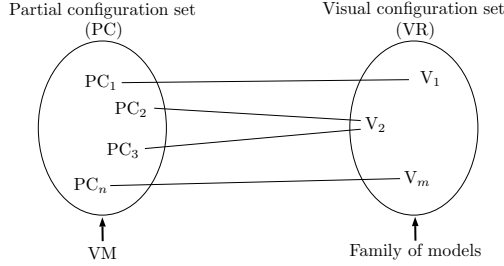 Partial configuration set
(PC)
Visual configuration set
(VR)
PC₁
V₁
PC₂
V₂
PC₃
PCₙ
Vₘ
VM
Family of models